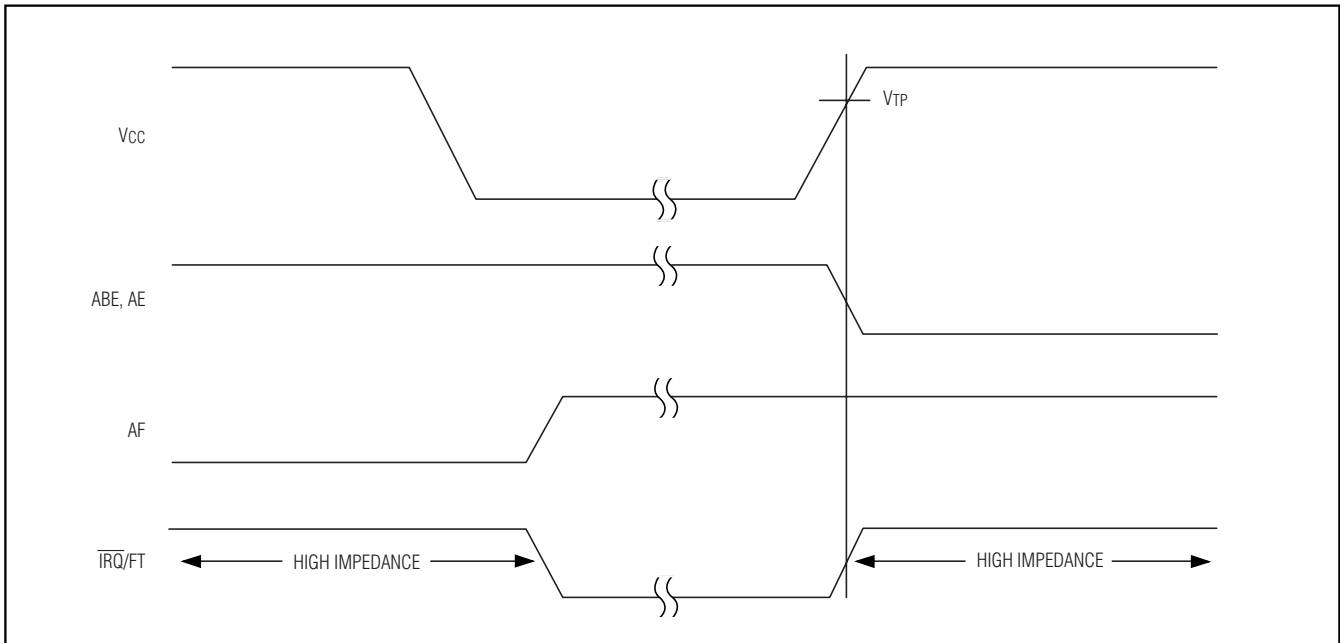 VCC
VTP
ABE, AE
AF
IRQ/FT
HIGH IMPEDANCE
HIGH IMPEDANCE